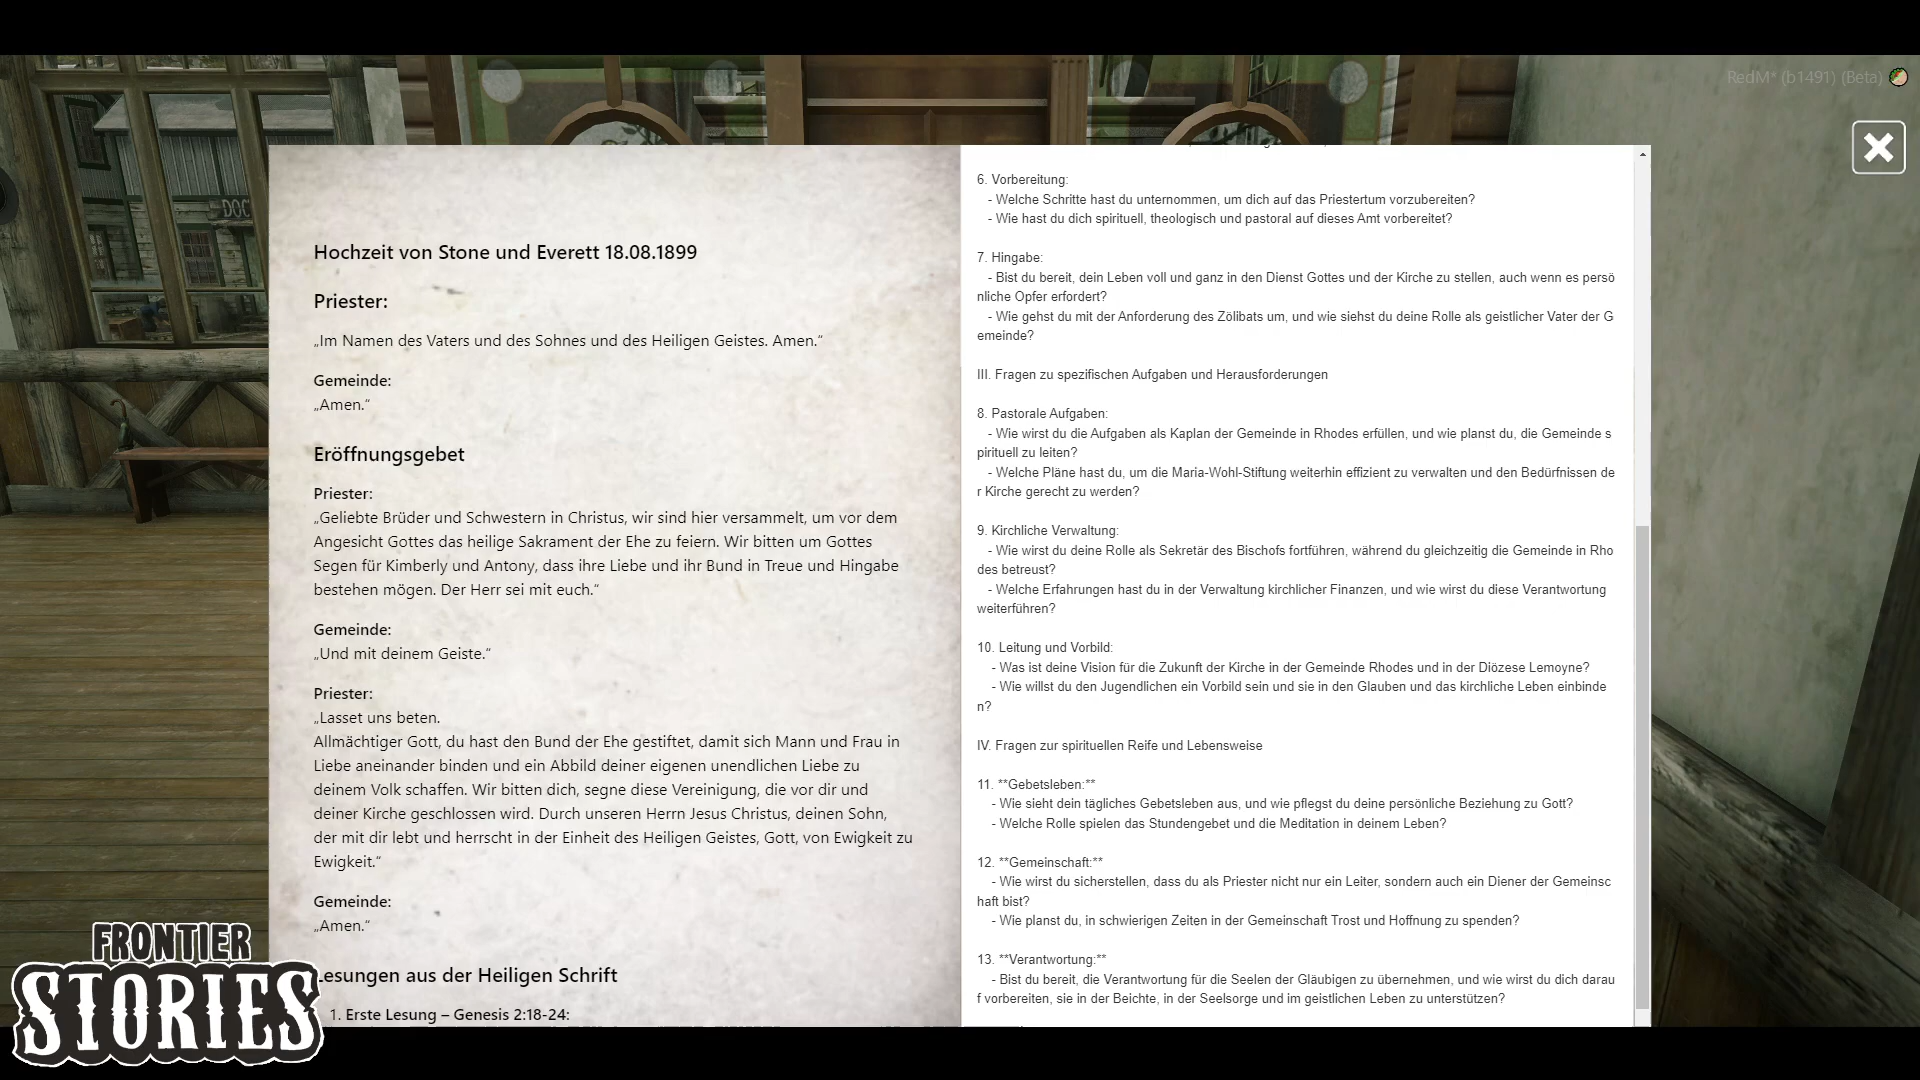 RedM* (b1491) (Beta)
DOC
Hochzeit von Stone und Everett 18.08.1899
Priester:
„Im Namen des Vaters und des Sohnes und des Heiligen Geistes. Amen.“
Gemeinde:
„Amen.“
Eröffnungsgebet
Priester:
„Geliebte Brüder und Schwestern in Christus, wir sind hier versammelt, um vor dem
Angesicht Gottes das heilige Sakrament der Ehe zu feiern. Wir bitten um Gottes
Segen für Kimberly und Antony, dass ihre Liebe und ihr Bund in Treue und Hingabe
bestehen mögen. Der Herr sei mit euch.“
Gemeinde:
„Und mit deinem Geiste.“
Priester:
„Lasset uns beten.
Allmächtiger Gott, du hast den Bund der Ehe gestiftet, damit sich Mann und Frau in
Liebe aneinander binden und ein Abbild deiner eigenen unendlichen Liebe zu
deinem Volk schaffen. Wir bitten dich, segne diese Vereinigung, die vor dir und
deiner Kirche geschlossen wird. Durch unseren Herrn Jesus Christus, deinen Sohn,
der mit dir lebt und herrscht in der Einheit des Heiligen Geistes, Gott, von Ewigkeit zu
Ewigkeit.“
Gemeinde:
„Amen.“
Lesungen aus der Heiligen Schrift
1. Erste Lesung – Genesis 2:18-24:
6. Vorbereitung:
- Welche Schritte hast du unternommen, um dich auf das Priestertum vorzubereiten?
- Wie hast du dich spirituell, theologisch und pastoral auf dieses Amt vorbereitet?
7. Hingabe:
- Bist du bereit, dein Leben voll und ganz in den Dienst Gottes und der Kirche zu stellen, auch wenn es persö
nliche Opfer erfordert?
- Wie gehst du mit der Anforderung des Zölibats um, und wie siehst du deine Rolle als geistlicher Vater der G
emeinde?
III. Fragen zu spezifischen Aufgaben und Herausforderungen
8. Pastorale Aufgaben:
- Wie wirst du die Aufgaben als Kaplan der Gemeinde in Rhodes erfüllen, und wie planst du, die Gemeinde s
pirituell zu leiten?
- Welche Pläne hast du, um die Maria-Wohl-Stiftung weiterhin effizient zu verwalten und den Bedürfnissen de
r Kirche gerecht zu werden?
9. Kirchliche Verwaltung:
- Wie wirst du deine Rolle als Sekretär des Bischofs fortführen, während du gleichzeitig die Gemeinde in Rho
des betreust?
- Welche Erfahrungen hast du in der Verwaltung kirchlicher Finanzen, und wie wirst du diese Verantwortung
weiterführen?
10. Leitung und Vorbild:
- Was ist deine Vision für die Zukunft der Kirche in der Gemeinde Rhodes und in der Diözese Lemoyne?
- Wie willst du den Jugendlichen ein Vorbild sein und sie in den Glauben und das kirchliche Leben einbinde
n?
IV. Fragen zur spirituellen Reife und Lebensweise
11. **Gebetsleben:**
- Wie sieht dein tägliches Gebetsleben aus, und wie pflegst du deine persönliche Beziehung zu Gott?
- Welche Rolle spielen das Stundengebet und die Meditation in deinem Leben?
12. **Gemeinschaft:**
- Wie wirst du sicherstellen, dass du als Priester nicht nur ein Leiter, sondern auch ein Diener der Gemeinsc
haft bist?
- Wie planst du, in schwierigen Zeiten in der Gemeinschaft Trost und Hoffnung zu spenden?
13. **Verantwortung:**
- Bist du bereit, die Verantwortung für die Seelen der Gläubigen zu übernehmen, und wie wirst du dich darau
f vorbereiten, sie in der Beichte, in der Seelsorge und im geistlichen Leben zu unterstützen?
FRONTIER
STORIES